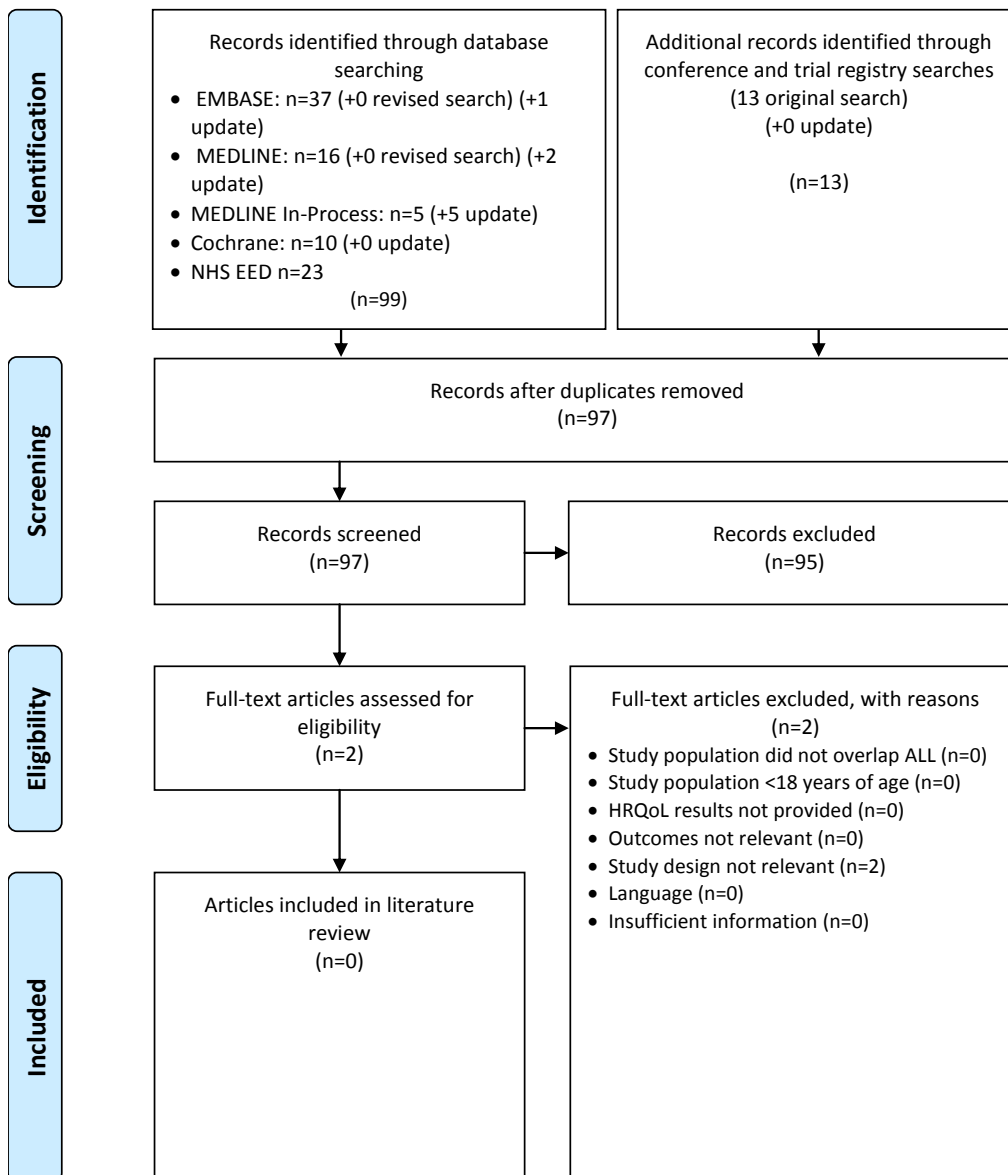 Identification
Records identified through database
searching
• EMBASE: n=37 (+0 revised search) (+1
update)
• MEDLINE: n=16 (+0 revised search) (+2
update)
• MEDLINE In-Process: n=5 (+5 update)
• Cochrane: n=10 (+0 update)
• NHS EED n=23
(n=99)
Additional records identified through
conference and trial registry searches
(13 original search)
(+0 update)
(n=13)
Screening
Records after duplicates removed
(n=97)
Records screened
(n=97)
Records excluded
(n=95)
Eligibility
Full-text articles assessed for
eligibility
(n=2)
Full-text articles excluded, with reasons
(n=2)
• Study population did not overlap ALL (n=0)
• Study population <18 years of age (n=0)
• HRQoL results not provided (n=0)
• Outcomes not relevant (n=0)
• Study design not relevant (n=2)
• Language (n=0)
• Insufficient information (n=0)
Included
Articles included in literature
review
(n=0)